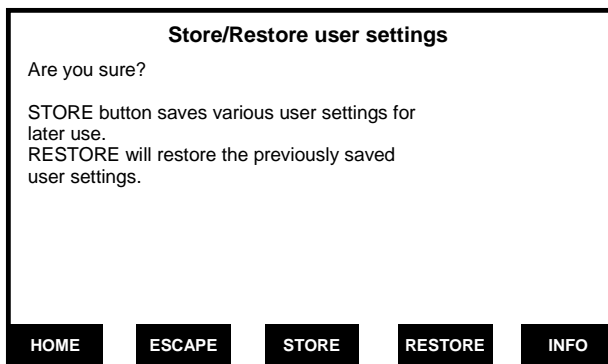 Store/Restore user settings
Are you sure?
STORE button saves various user settings for
later use.
RESTORE will restore the previously saved
user settings.
HOME ESCAPE STORE RESTORE INFO